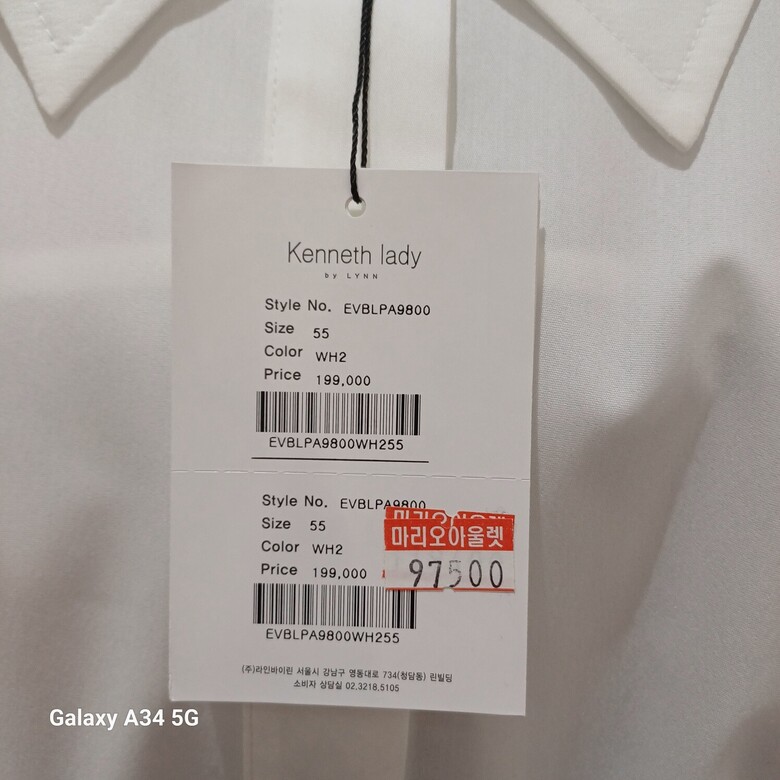 Kenneth lady
by LYNN
Style No. EVBLPA9800
Size 55
Color WH2
Price 199,000
EVBLPA9800WH255
Style No. EVBLPA9800
Size 55
Color WH2
Price 199,000
마리오아울렛
97500
EVBLPA9800WH255
(주)라인바이린 서울시 강남구 영동대로 734(청담동) 린빌딩
소비자 상담실 02.3218.5105
Galaxy A34 5G